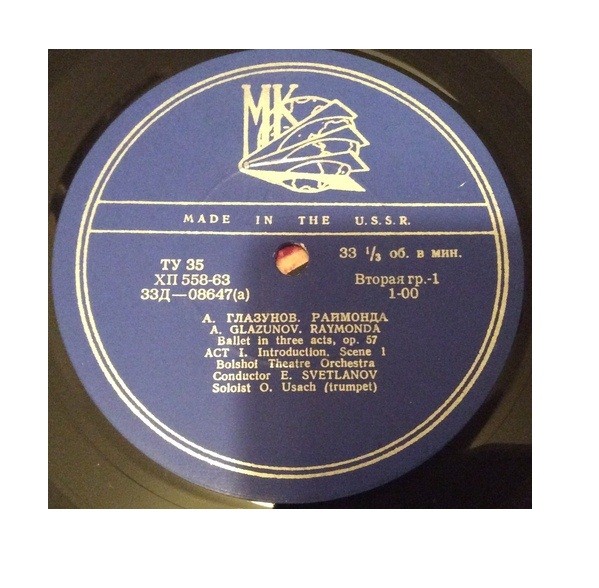 МК
MADE IN THE U.S.S.R.
33 1/3 об. в мин.
ТУ 35
ХП 558-63
33Д—08647(а)
Вторая гр.-1
1-00
А. ГЛАЗУНОВ. РАЙМОНДА
A. GLAZUNOV. RAYMONDA
Ballet in three acts, op. 57
ACT I. Introduction. Scene 1
Bolshoi Theatre Orchestra
Conductor E. SVETLANOV
Soloist O. Usach (trumpet)